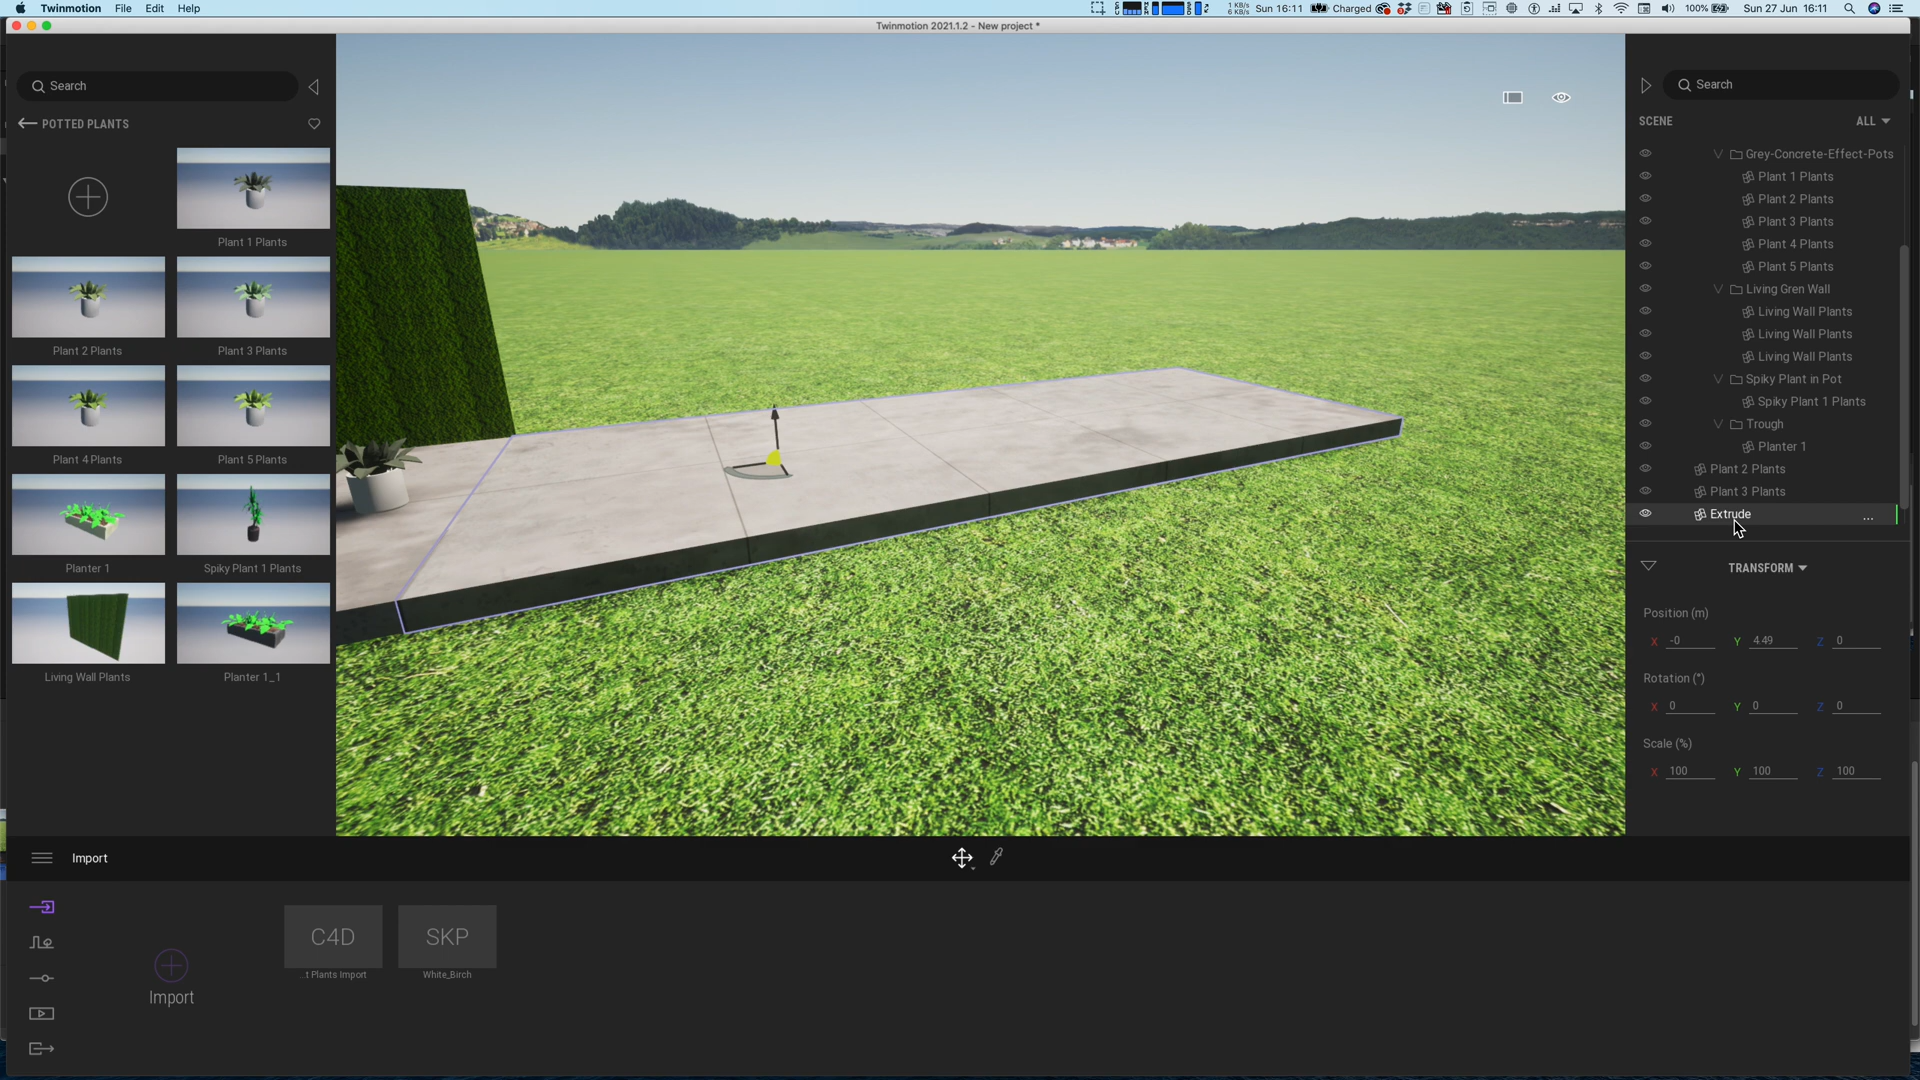 Twinmotion File Edit Help
1 KB/s
6 KB/s
Sun 16:11 Charged 100% Sun 27 Jun 16:11
Twinmotion 2021.1.2 - New project *
Search
POTTED PLANTS
Plant 1 Plants
Plant 2 Plants
Plant 3 Plants
Plant 4 Plants
Plant 5 Plants
Planter 1
Spiky Plant 1 Plants
Living Wall Plants
Planter 1_1
Search
SCENE ALL
Grey-Concrete-Effect-Pots
Plant 1 Plants
Plant 2 Plants
Plant 3 Plants
Plant 4 Plants
Plant 5 Plants
Living Gren Wall
Living Wall Plants
Living Wall Plants
Living Wall Plants
Spiky Plant in Pot
Spiky Plant 1 Plants
Trough
Planter 1
Plant 2 Plants
Plant 3 Plants
Extrude ...
TRANSFORM
Position (m)
X -0 Y 4.49 Z 0
Rotation (°)
X 0 Y 0 Z 0
Scale (%)
X 100 Y 100 Z 100
Import
Import
C4D
...t Plants Import
SKP
White_Birch